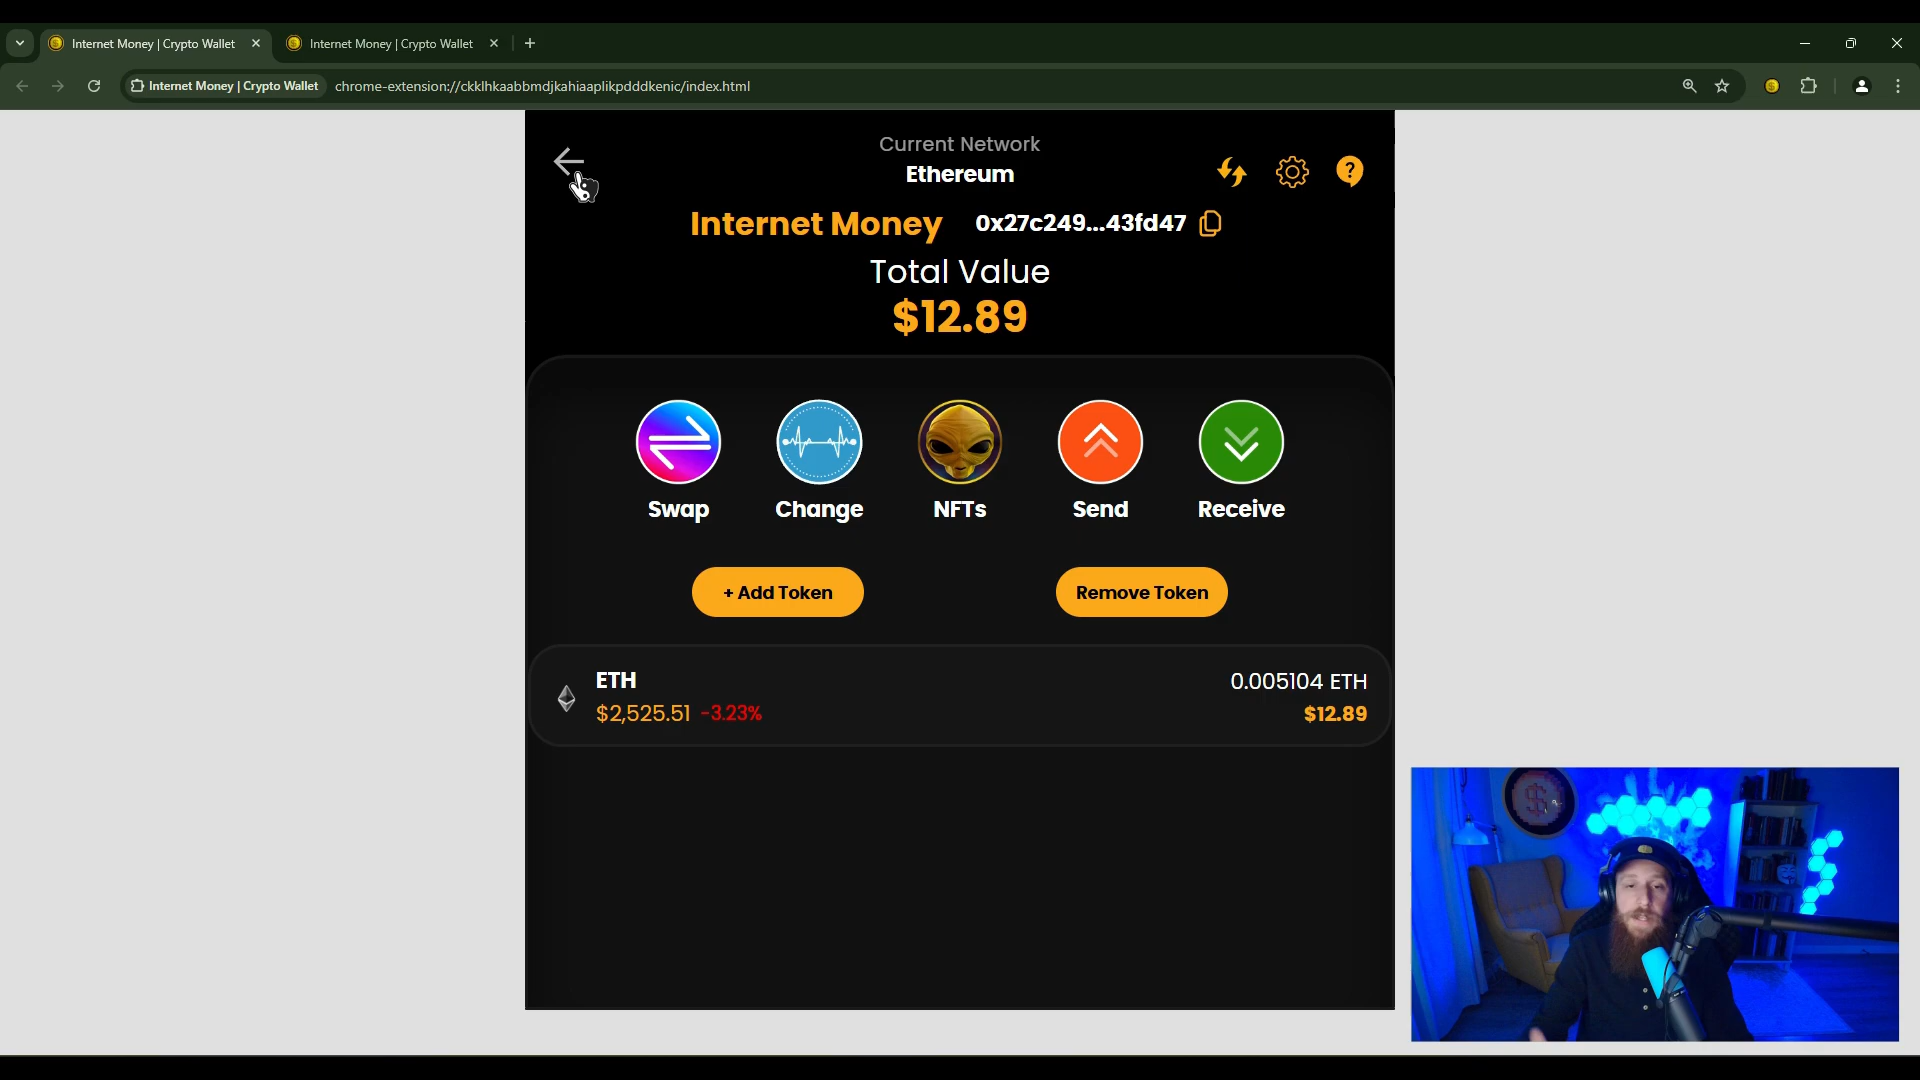 Internet Money | Crypto Wallet
Internet Money | Crypto Wallet
Internet Money | Crypto Wallet chrome-extension://ckklhkaabbmdjkahiaaplikpdddkenic/index.html
Current Network
Ethereum
Internet Money 0x27c249...43fd47
Total Value
$12.89
Swap Change NFTs Send Receive
+ Add Token Remove Token
ETH 0.005104 ETH
$2,525.51 -3.23% $12.89